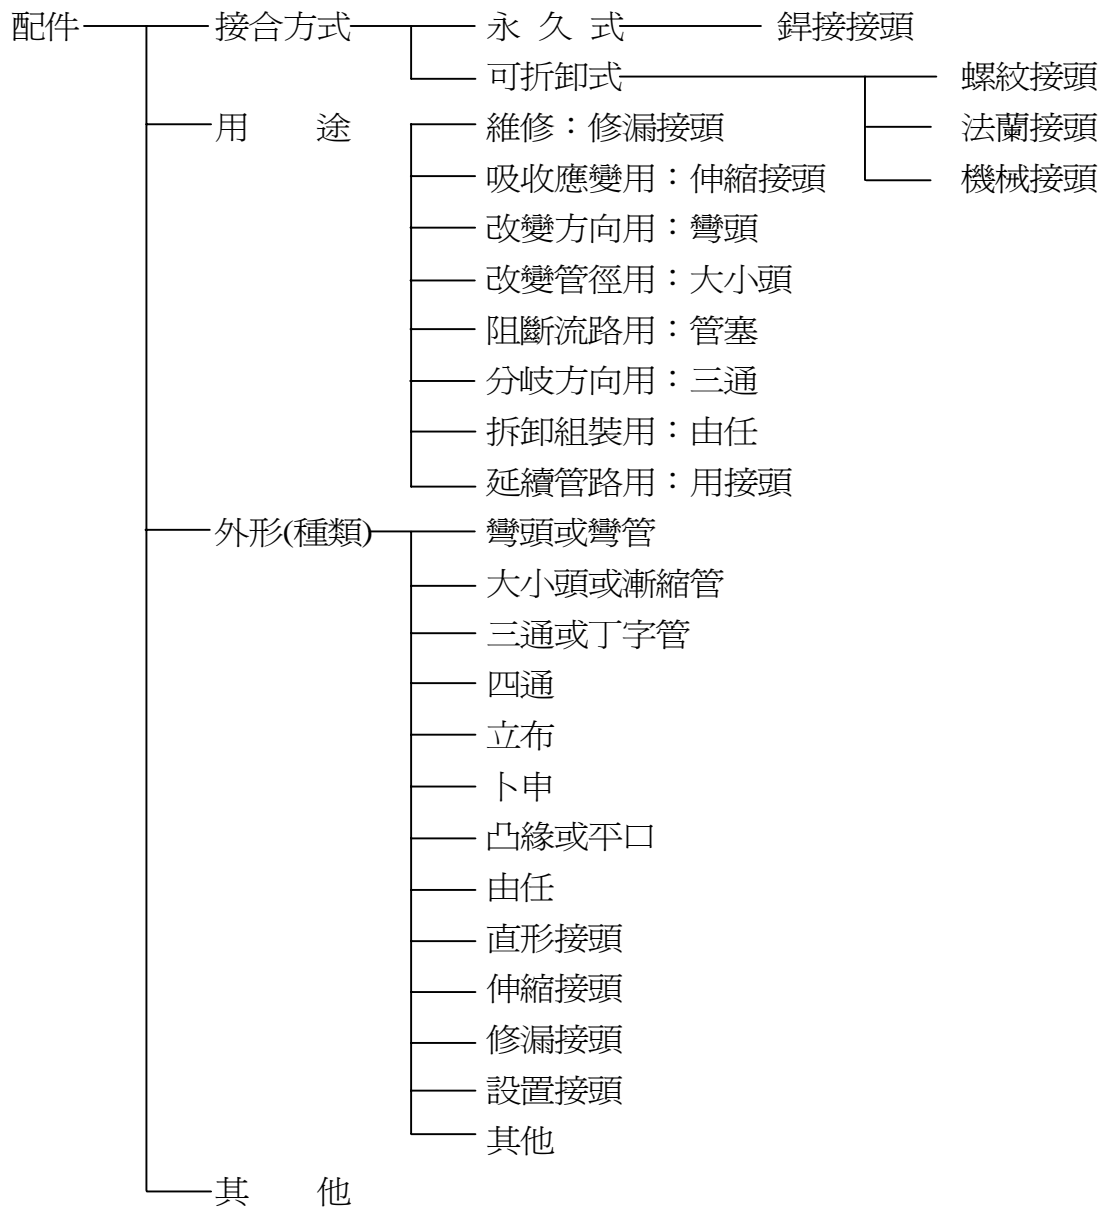 配件 接合方式 永久式 銲接接頭
可折卸式 螺紋接頭
用途 維修：修漏接頭 法蘭接頭
吸收應變用：伸縮接頭 機械接頭
改變方向用：彎頭
改變管徑用：大小頭
阻斷流路用：管塞
分岐方向用：三通
拆卸組裝用：由任
延續管路用：用接頭
外形(種類) 彎頭或彎管
大小頭或漸縮管
三通或丁字管
四通
立布
卜申
凸緣或平口
由任
直形接頭
伸縮接頭
修漏接頭
設置接頭
其他
其他